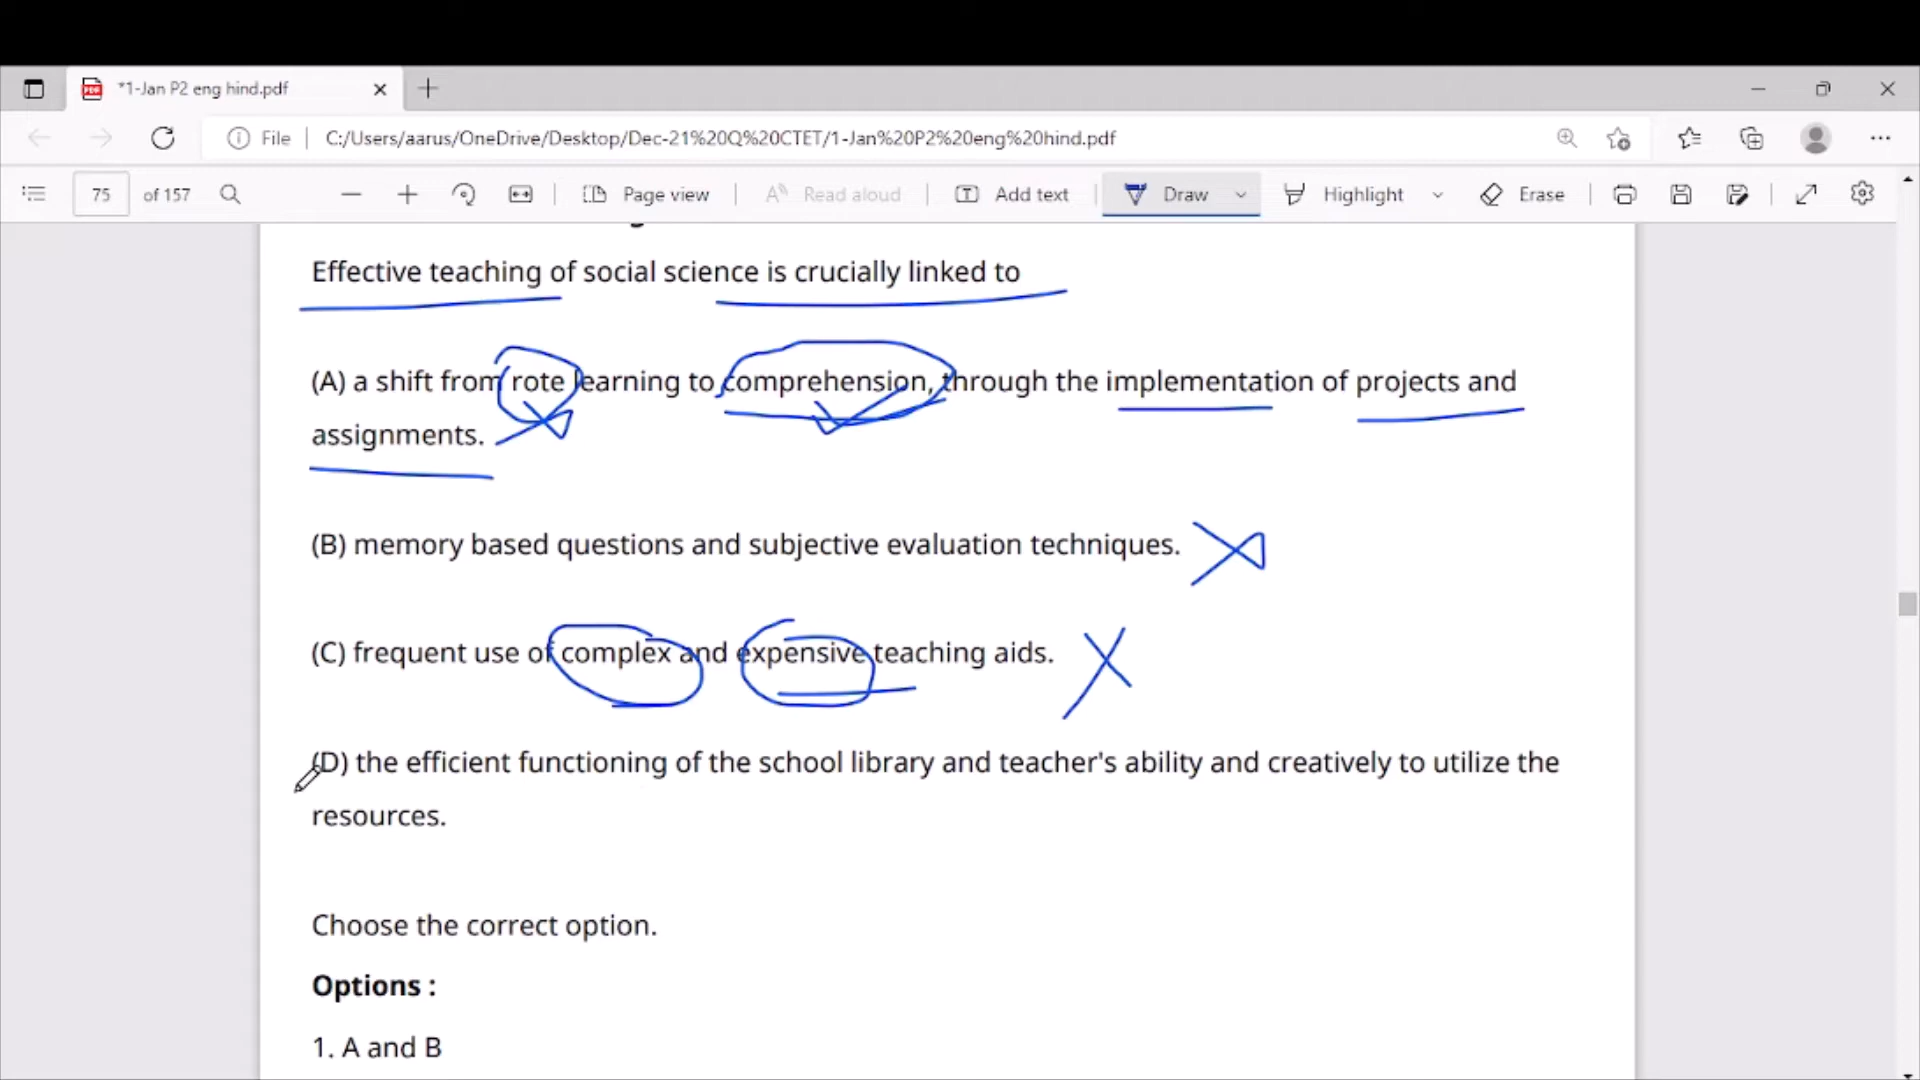 *1-Jan P2 eng hind.pdf
File
C:/Users/aarus/OneDrive/Desktop/Dec-21%20Q%20CTET/1-Jan%20P2%20eng%20hind.pdf
75 of 157
Page view
Read aloud
Add text
Draw
Highlight
Erase
Effective teaching of social science is crucially linked to
(A) a shift from rote learning to comprehension, through the implementation of projects and
assignments.
(B) memory based questions and subjective evaluation techniques.
(C) frequent use of complex and expensive teaching aids.
(D) the efficient functioning of the school library and teacher's ability and creatively to utilize the
resources.
Choose the correct option.
Options :
1. A and B